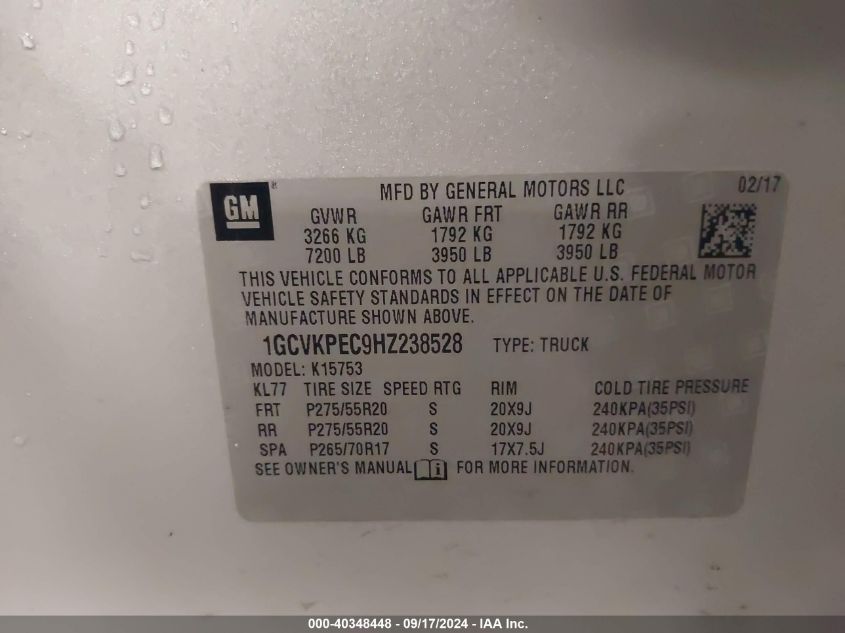 GM
MFD BY GENERAL MOTORS LLC 02/17
GVWR GAWR FRT GAWR RR
3266 KG 1792 KG 1792 KG
7200 LB 3950 LB 3950 LB
THIS VEHICLE CONFORMS TO ALL APPLICABLE U.S. FEDERAL MOTOR
VEHICLE SAFETY STANDARDS IN EFFECT ON THE DATE OF
MANUFACTURE SHOWN ABOVE.
1GCVKPEC9HZ238528 TYPE: TRUCK
MODEL: K15753
KL77 TIRE SIZE SPEED RTG RIM COLD TIRE PRESSURE
FRT P275/55R20 S 20X9J 240KPA(35PSI)
RR P275/55R20 S 20X9J 240KPA(35PSI)
SPA P265/70R17 S 17X7.5J 240KPA(35PSI)
SEE OWNER'S MANUAL i FOR MORE INFORMATION.
000-40348448 - 09/17/2024 - IAA Inc.